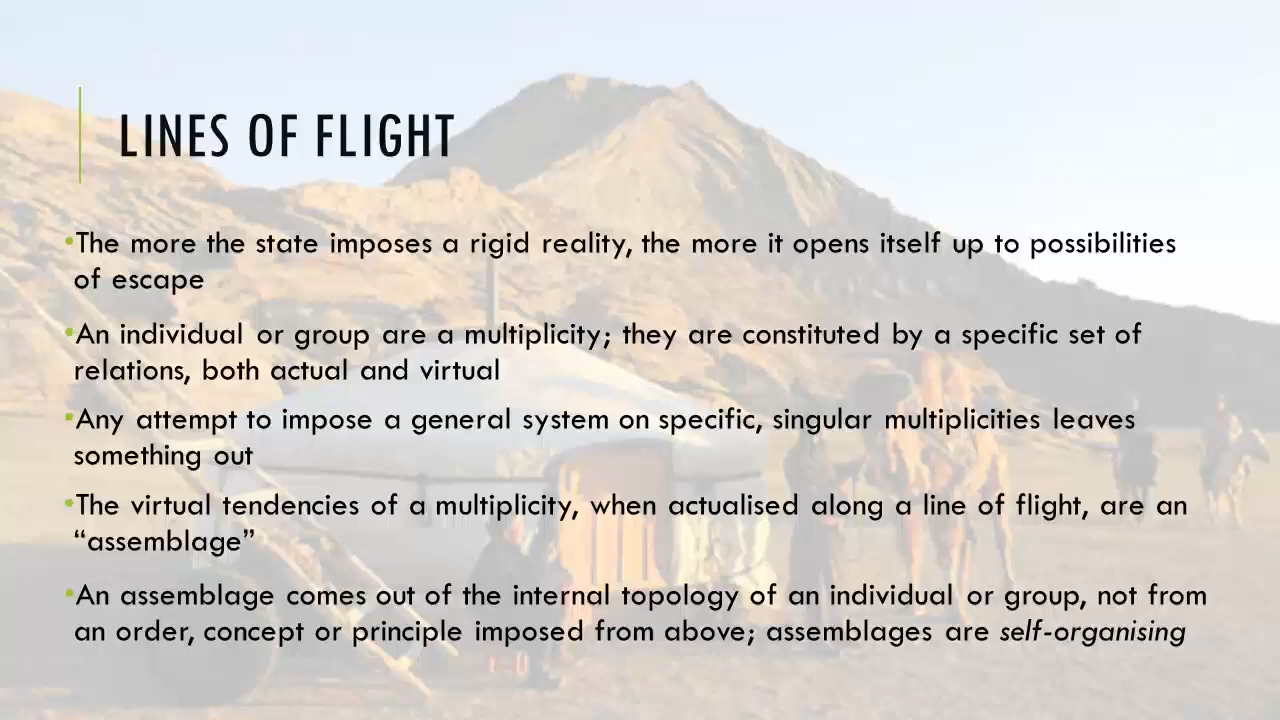 LINES OF FLIGHT
•The more the state imposes a rigid reality, the more it opens itself up to possibilities
of escape
•An individual or group are a multiplicity; they are constituted by a specific set of
relations, both actual and virtual
•Any attempt to impose a general system on specific, singular multiplicities leaves
something out
•The virtual tendencies of a multiplicity, when actualised along a line of flight, are an
“assemblage”
•An assemblage comes out of the internal topology of an individual or group, not from
an order, concept or principle imposed from above; assemblages are self-organising